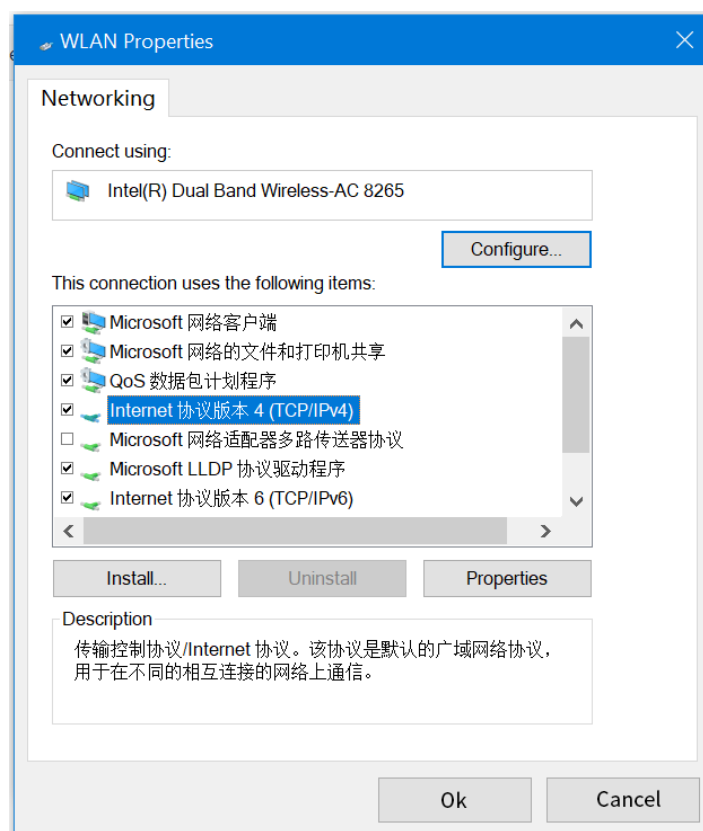 WLAN Properties
Networking
Connect using:
Intel(R) Dual Band Wireless-AC 8265
Configure...
This connection uses the following items:
Microsoft 网络客户端
Microsoft 网络的文件和打印机共享
QoS 数据包计划程序
Internet 协议版本 4 (TCP/IPv4)
Microsoft 网络适配器多路传送器协议
Microsoft LLDP 协议驱动程序
Internet 协议版本 6 (TCP/IPv6)
Install...
Uninstall
Properties
Description
传输控制协议/Internet 协议。该协议是默认的广域网络协议，
用于在不同的相互连接的网络上通信。
Ok
Cancel